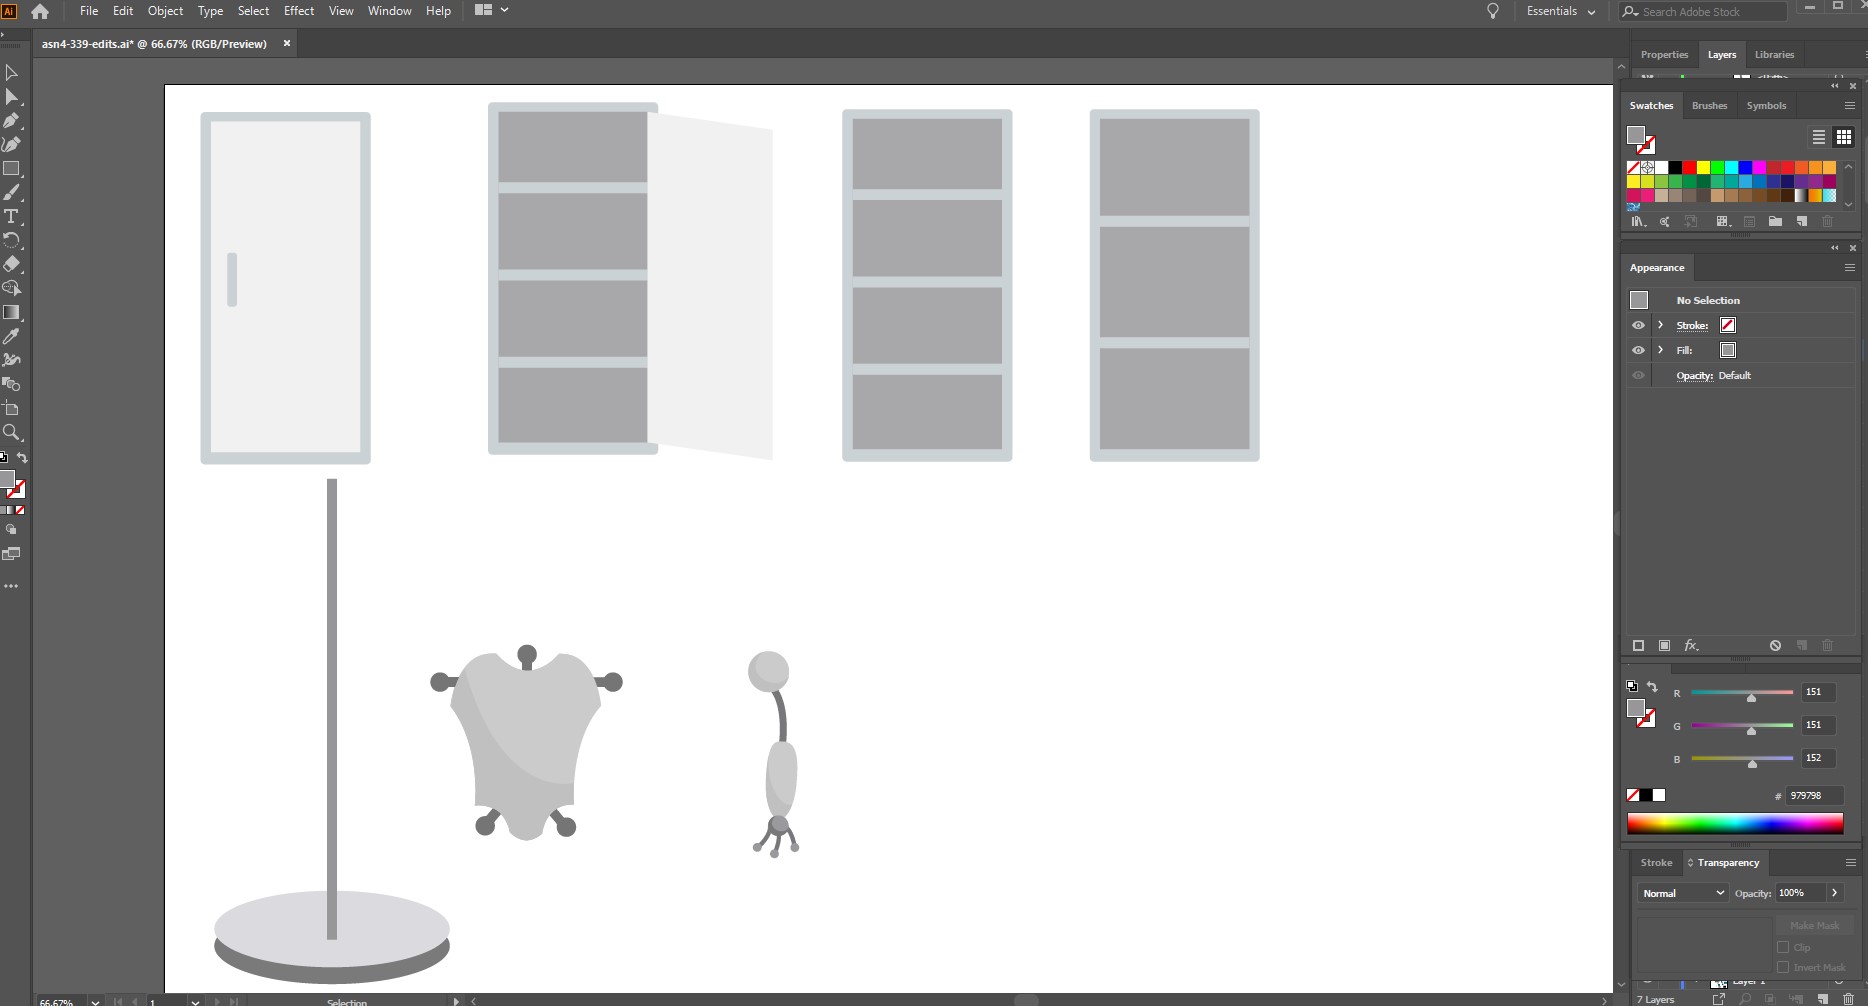 Ai File Edit Object Type Select Effect View Window Help Essentials Search Adobe Stock
asn4-339-edits.ai* @ 66.67% (RGB/Preview) ×
Properties Layers Libraries
<Path>
Swatches Brushes Symbols
Appearance
No Selection
Stroke:
Fill:
Opacity: Default
fx.
R 151
G 151
B 152
# 979798
Stroke Transparency
Normal Opacity: 100%
Make Mask
Clip
Invert Mask
Layer 1
7 Layers
66.67% 1 Selection